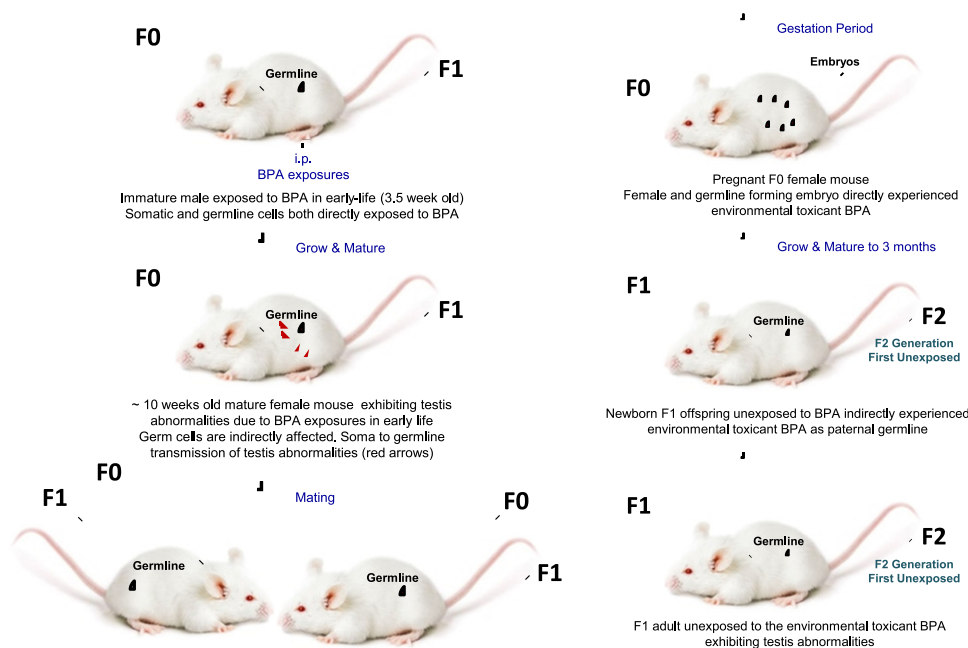 F0
Germline
F1
i.p.
BPA exposures
Immature male exposed to BPA in early-life (3.5 week old)
Somatic and germline cells both directly exposed to BPA
Grow & Mature
F0
Germline
F1
~ 10 weeks old mature female mouse exhibiting testis
abnormalities due to BPA exposures in early life
Germ cells are indirectly affected. Soma to germline
transmission of testis abnormalities (red arrows)
F0
F1
Mating
F0
Germline
Germline
F1
Gestation Period
Embryos
F0
Pregnant F0 female mouse
Female and germline forming embryo directly experienced
environmental toxicant BPA
Grow & Mature to 3 months
F1
Germline
F2
F2 Generation
First Unexposed
Newborn F1 offspring unexposed to BPA indirectly experienced
environmental toxicant BPA as paternal germline
F1
Germline
F2
F2 Generation
First Unexposed
F1 adult unexposed to the environmental toxicant BPA
exhibiting testis abnormalities